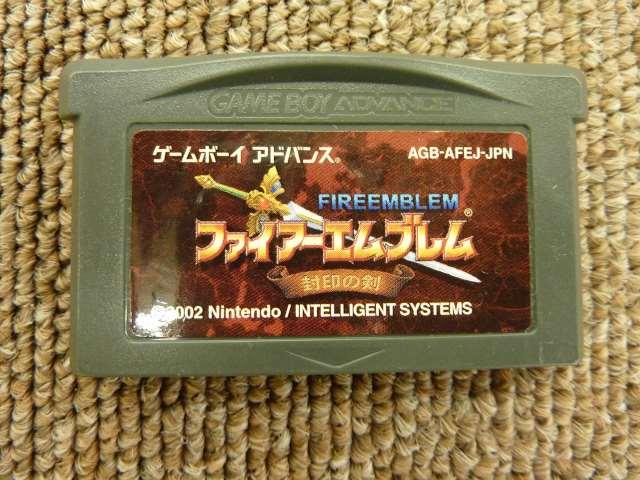 GAME BOY ADVANCE
ゲームボーイ アドバンス® AGB-AFEJ-JPN
FIREEMBLEM
ファイアーエムブレム®
封印の剣
©2002 Nintendo / INTELLIGENT SYSTEMS